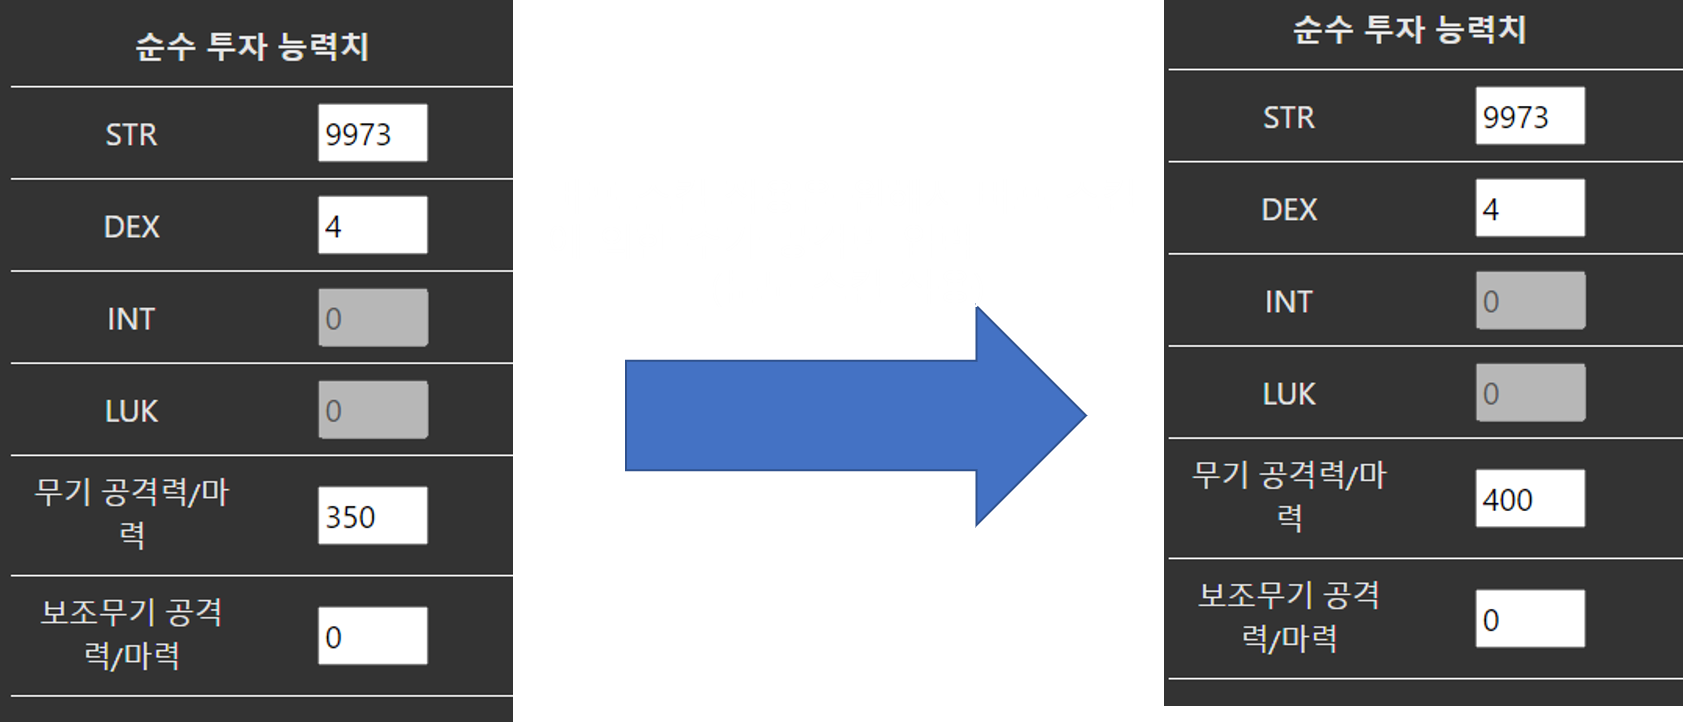 순수 투자 능력치
STR 9973
DEX 4
INT 0
LUK 0
무기 공격력/마
력
350
보조무기 공격
력/마력
0
순수 투자 능력치
STR 9973
DEX 4
INT 0
LUK 0
무기 공격력/마
력
400
보조무기 공격
력/마력
0